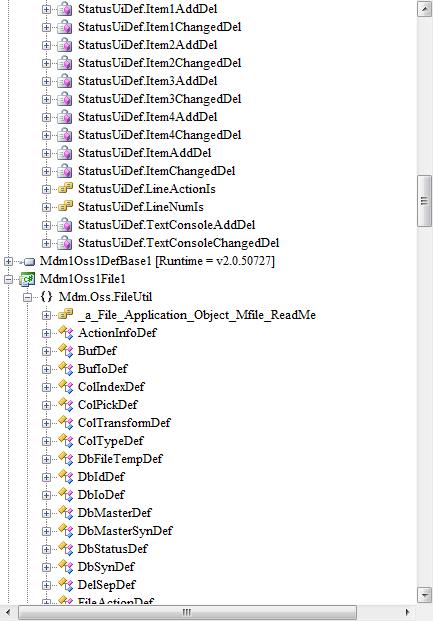 StatusUiDef.Item1AddDel
StatusUiDef.Item1ChangedDel
StatusUiDef.Item2AddDel
StatusUiDef.Item2ChangedDel
StatusUiDef.Item3AddDel
StatusUiDef.Item3ChangedDel
StatusUiDef.Item4AddDel
StatusUiDef.Item4ChangedDel
StatusUiDef.ItemAddDel
StatusUiDef.ItemChangedDel
StatusUiDef.LineActionIs
StatusUiDef.LineNumIs
StatusUiDef.TextConsoleAddDel
StatusUiDef.TextConsoleChangedDel
Mdm1Oss1DefBase1 [Runtime = v2.0.50727]
Mdm1Oss1File1
{} Mdm.Oss.FileUtil
_a_File_Application_Object_Mfile_ReadMe
ActionInfoDef
BufDef
BufIoDef
ColIndexDef
ColPickDef
ColTransformDef
ColTypeDef
DbFileTempDef
DbIdDef
DbIoDef
DbMasterDef
DbMasterSynDef
DbStatusDef
DbSynDef
DelSepDef
FileActionDef